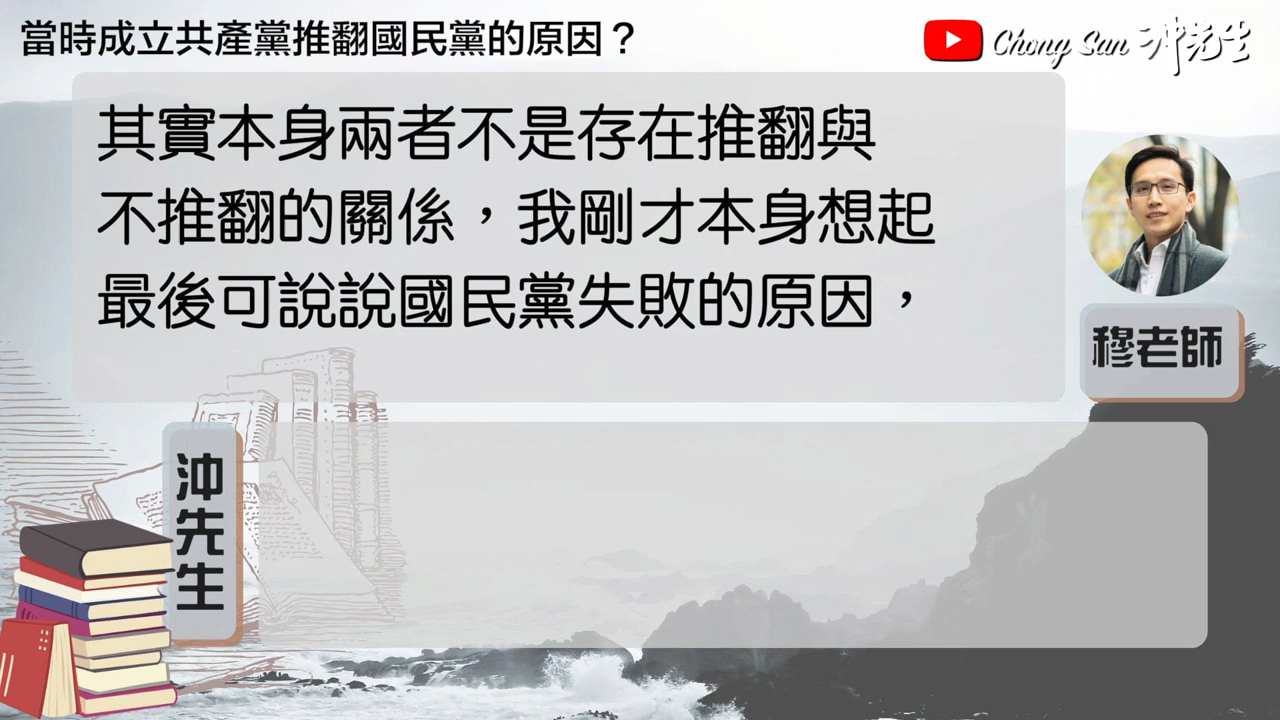 當時成立共產黨推翻國民黨的原因？
Chong San 沖先生
其實本身兩者不是存在推翻與
不推翻的關係，我剛才本身想起
最後可說說國民黨失敗的原因，
穆老師
沖先生